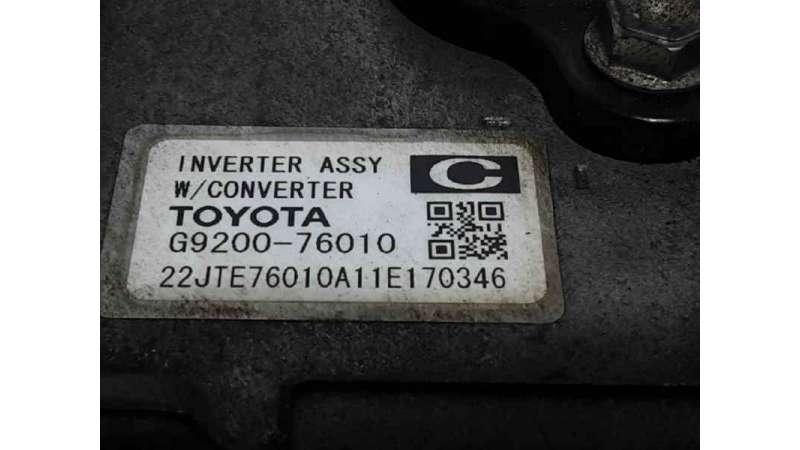 INVERTER ASSY
C
W/CONVERTER
TOYOTA
G9200-76010
22JTE76010A11E170346